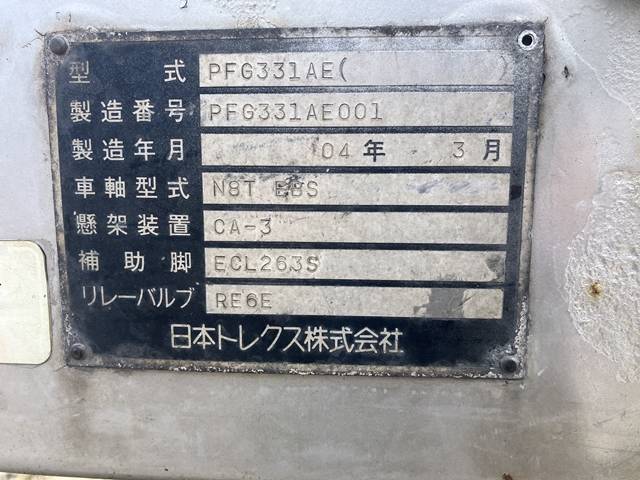 型 式 PFG331AE( )
製造番号 PFG331AE001
製造年月 04年 3月
車軸型式 N8T E8S
懸架装置 CA-3
補助脚 ECL263S
リレーバルブ RE6E
日本トレクス株式会社